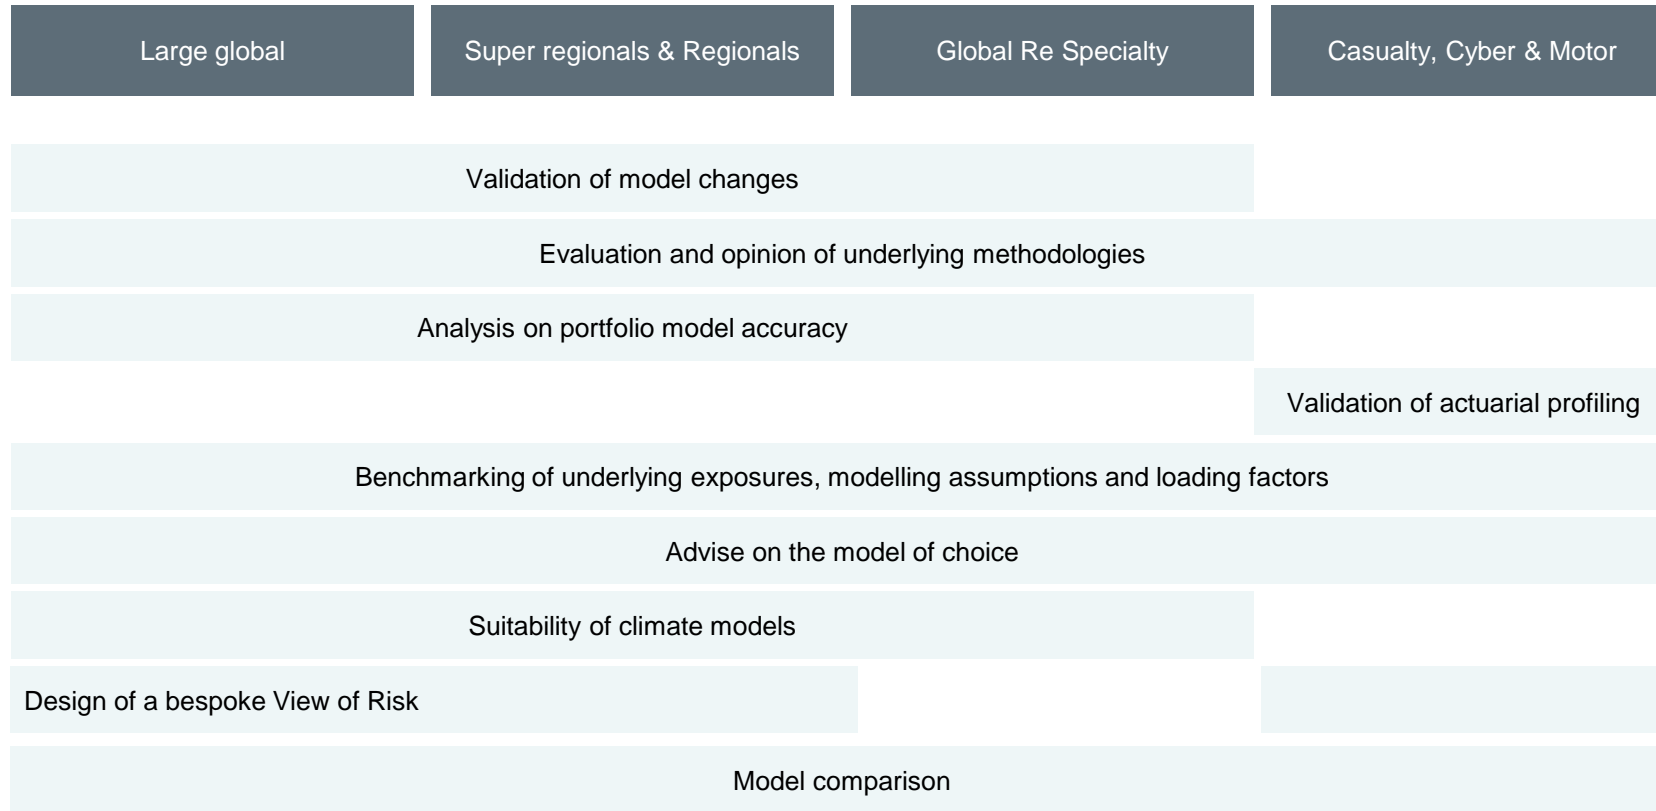 Large global
Super regionals & Regionals
Global Re Specialty
Casualty, Cyber & Motor
Validation of model changes
Evaluation and opinion of underlying methodologies
Analysis on portfolio model accuracy
Validation of actuarial profiling
Benchmarking of underlying exposures, modelling assumptions and loading factors
Advise on the model of choice
Suitability of climate models
Design of a bespoke View of Risk
Model comparison